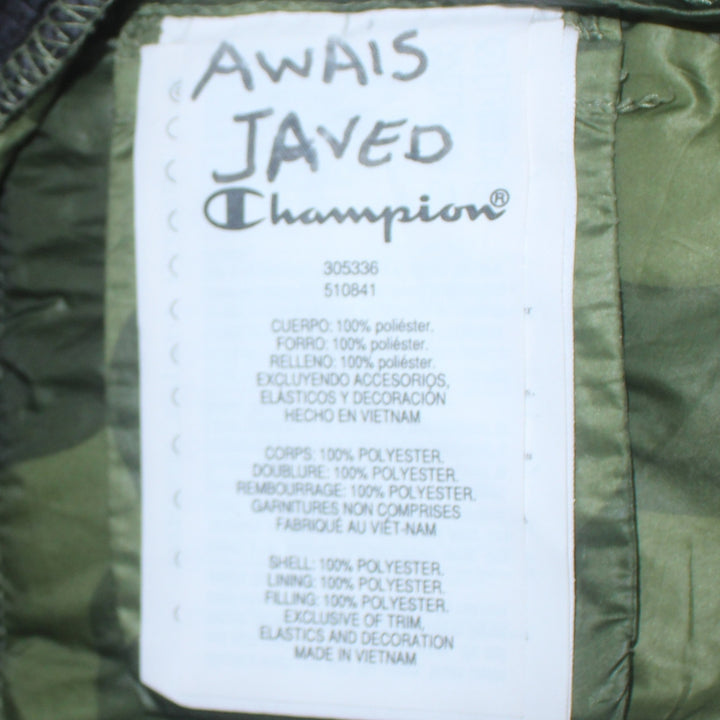 AWAIS
JAVED
Champion®
305336
510841
CUERPO: 100% poliéster.
FORRO: 100% poliéster.
RELLENO: 100% poliéster.
EXCLUYENDO ACCESORIOS,
ELÁSTICOS Y DECORACIÓN
HECHO EN VIETNAM
CORPS: 100% POLYESTER.
DOUBLURE: 100% POLYESTER.
REMBOURRAGE: 100% POLYESTER.
GARNITURES NON COMPRISES
FABRIQUÉ AU VIÊT-NAM
SHELL: 100% POLYESTER.
LINING: 100% POLYESTER.
FILLING: 100% POLYESTER.
EXCLUSIVE OF TRIM,
ELASTICS AND DECORATION
MADE IN VIETNAM